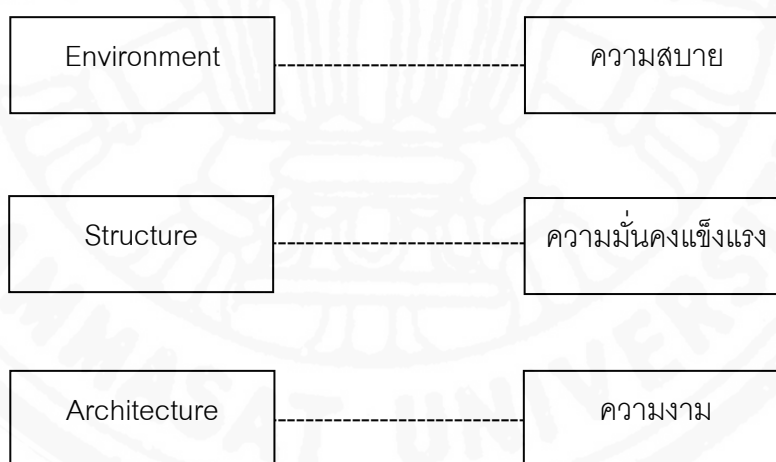 Environment
ความสบาย
Structure
ความมั่นคงแข็งแรง
Architecture
ความงาม